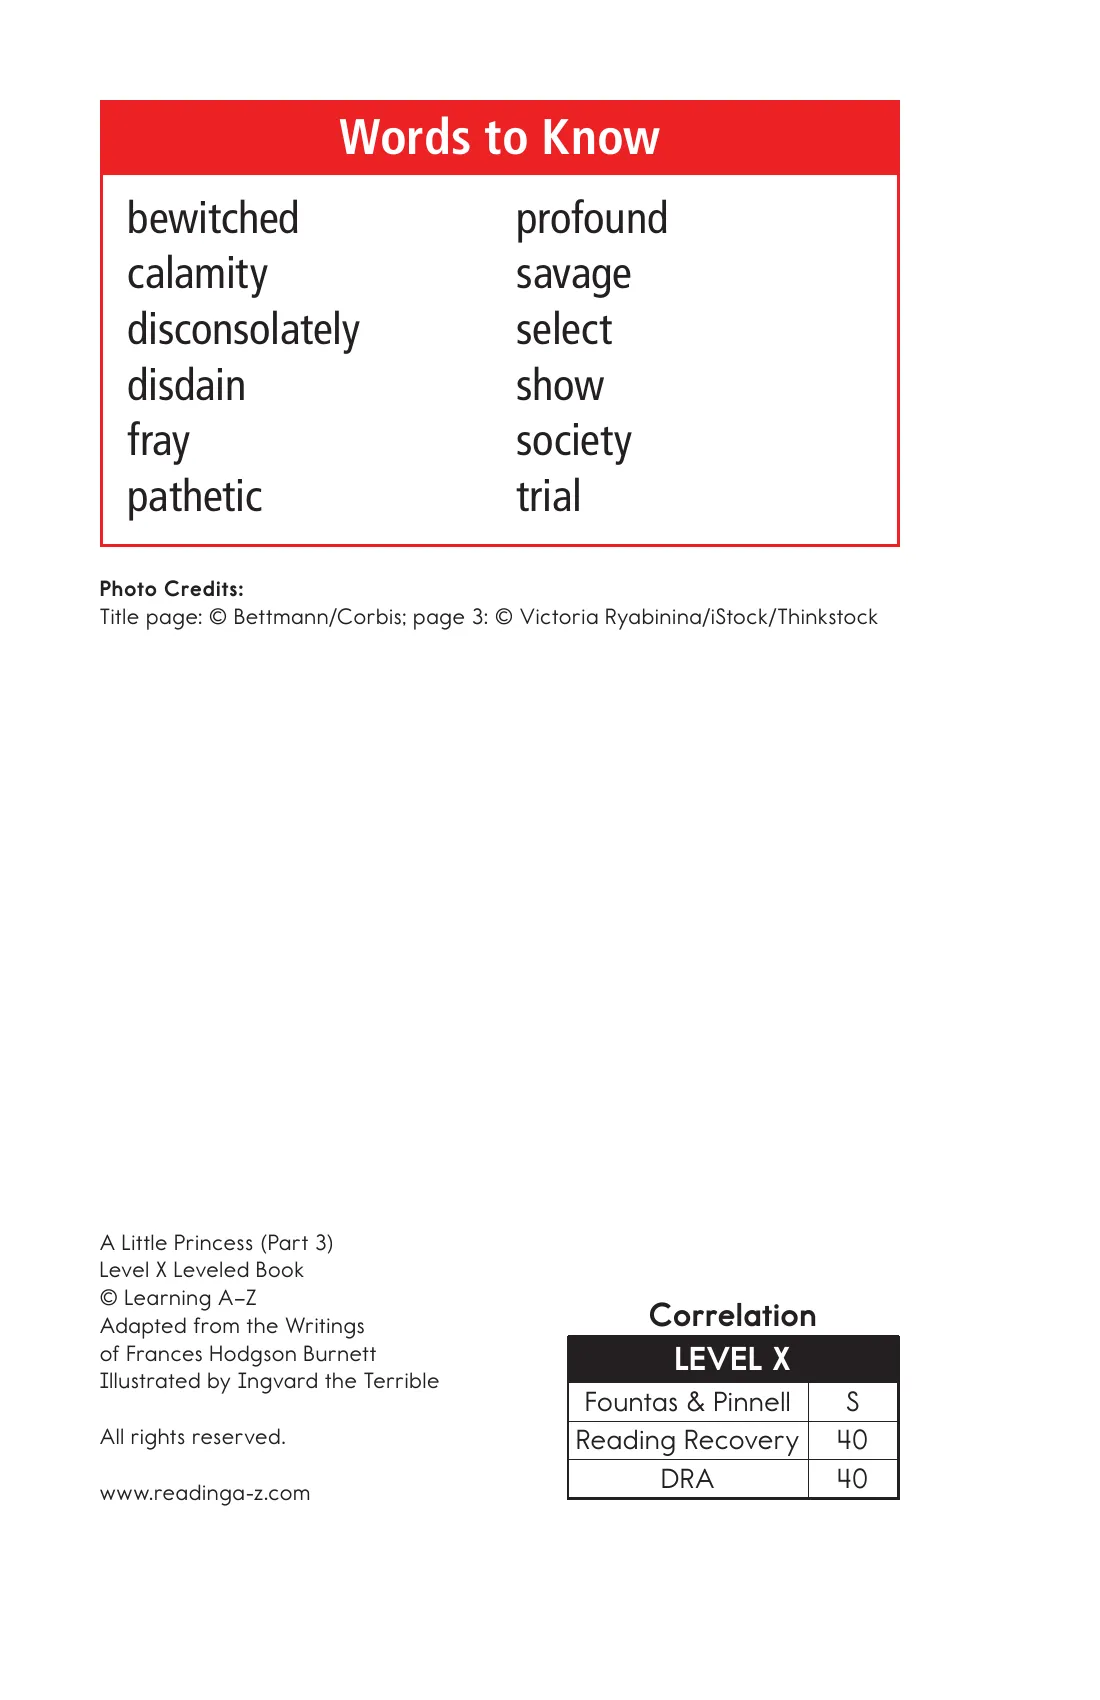 Words to Know
bewitched
calamity
disconsolately
disdain
fray
pathetic
profound
savage
select
show
society
trial
Photo Credits:
Title page: © Bettmann/Corbis; page 3: © Victoria Ryabinina/iStock/Thinkstock
A Little Princess (Part 3)
Level X Leveled Book
© Learning A–Z
Adapted from the Writings
of Frances Hodgson Burnett
Illustrated by Ingvard the Terrible
All rights reserved.
www.readinga-z.com
Correlation
LEVEL X
Fountas & Pinnell S
Reading Recovery 40
DRA 40